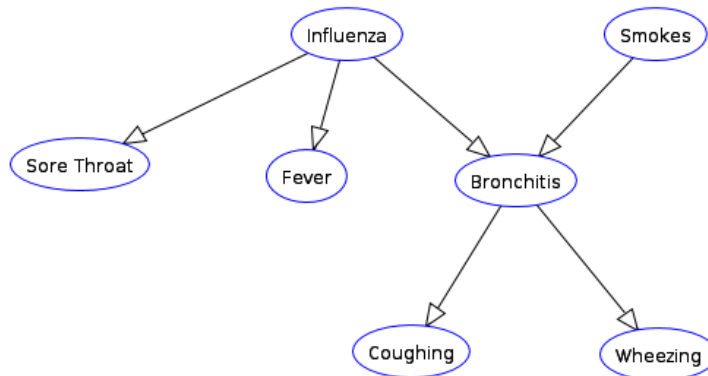 Influenza
Smokes
Sore Throat
Fever
Bronchitis
Coughing
Wheezing